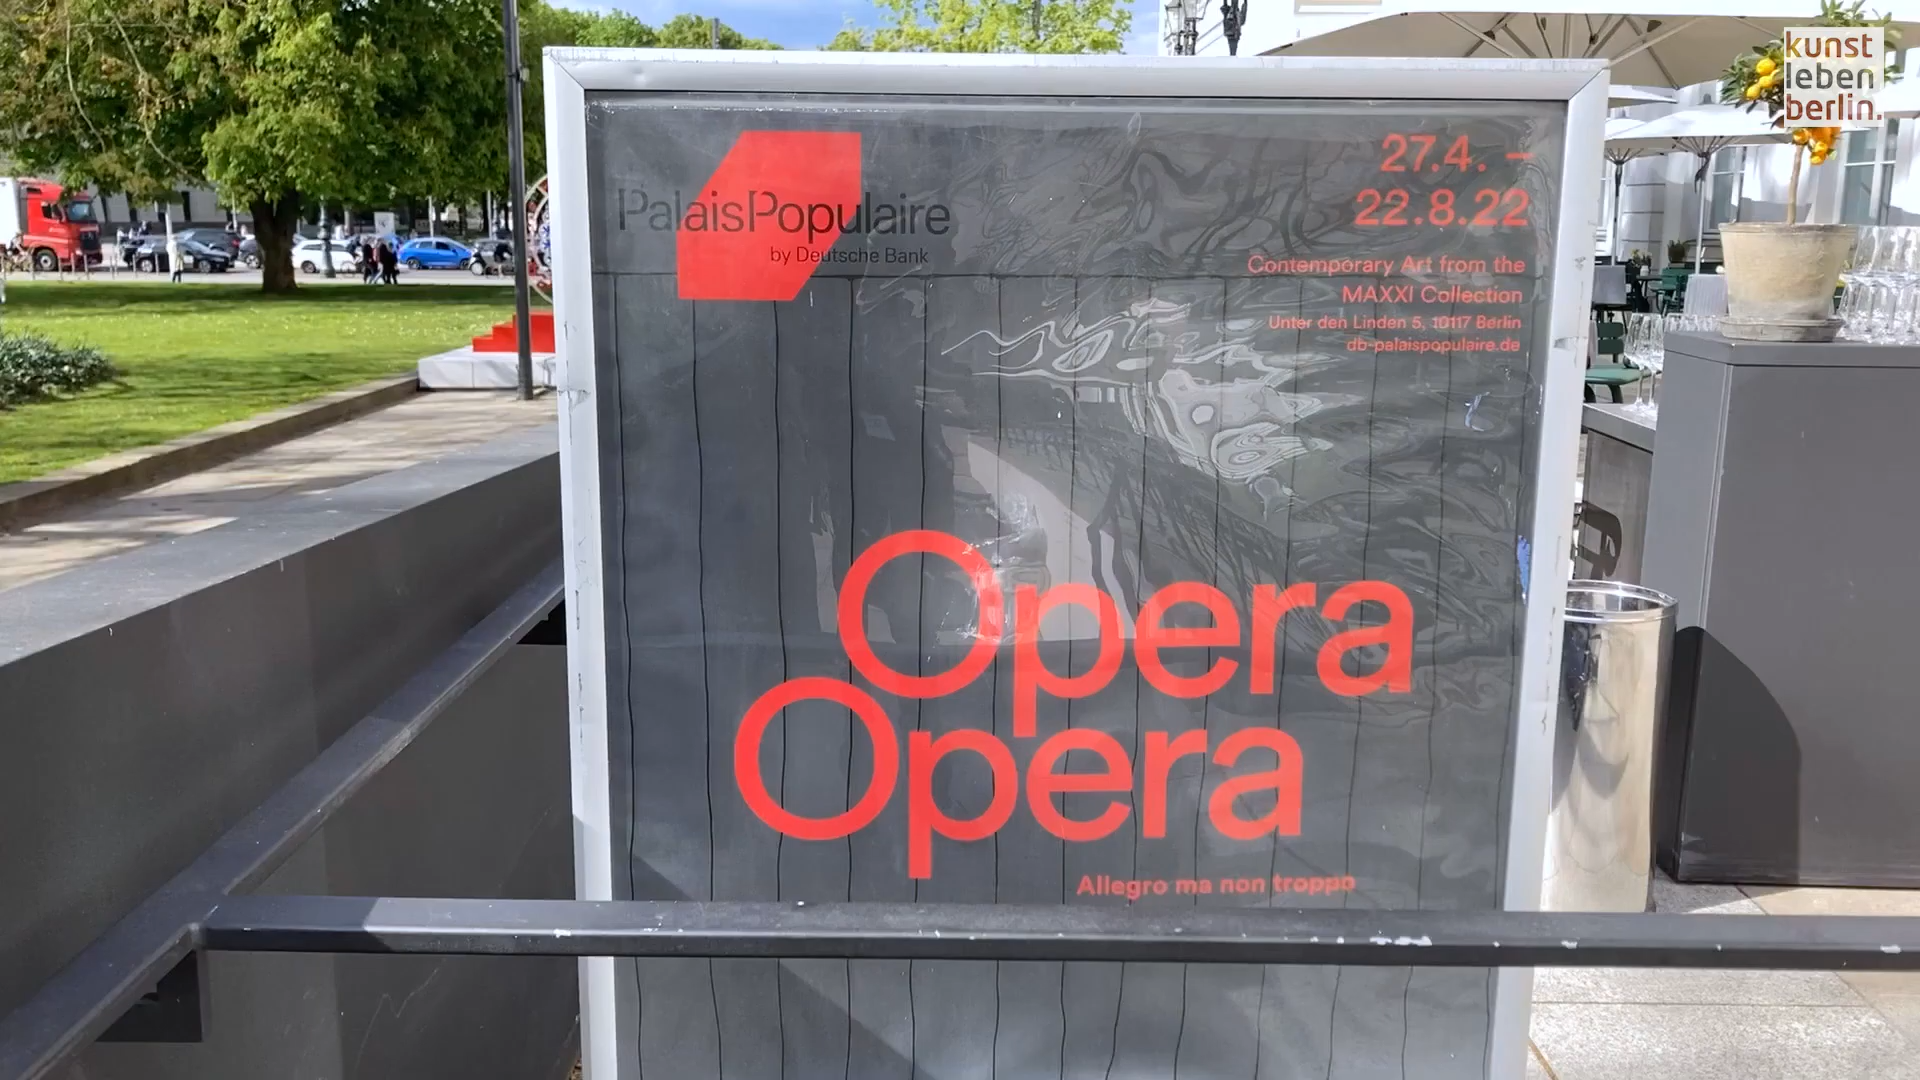 PalaisPopulaire
by Deutsche Bank
27.4. –
22.8.22
Contemporary Art from the
MAXXI Collection
Unter den Linden 5, 10117 Berlin
db-palaispopulaire.de
Opera
Opera
Allegro ma non troppo
kunst
leben
berlin.